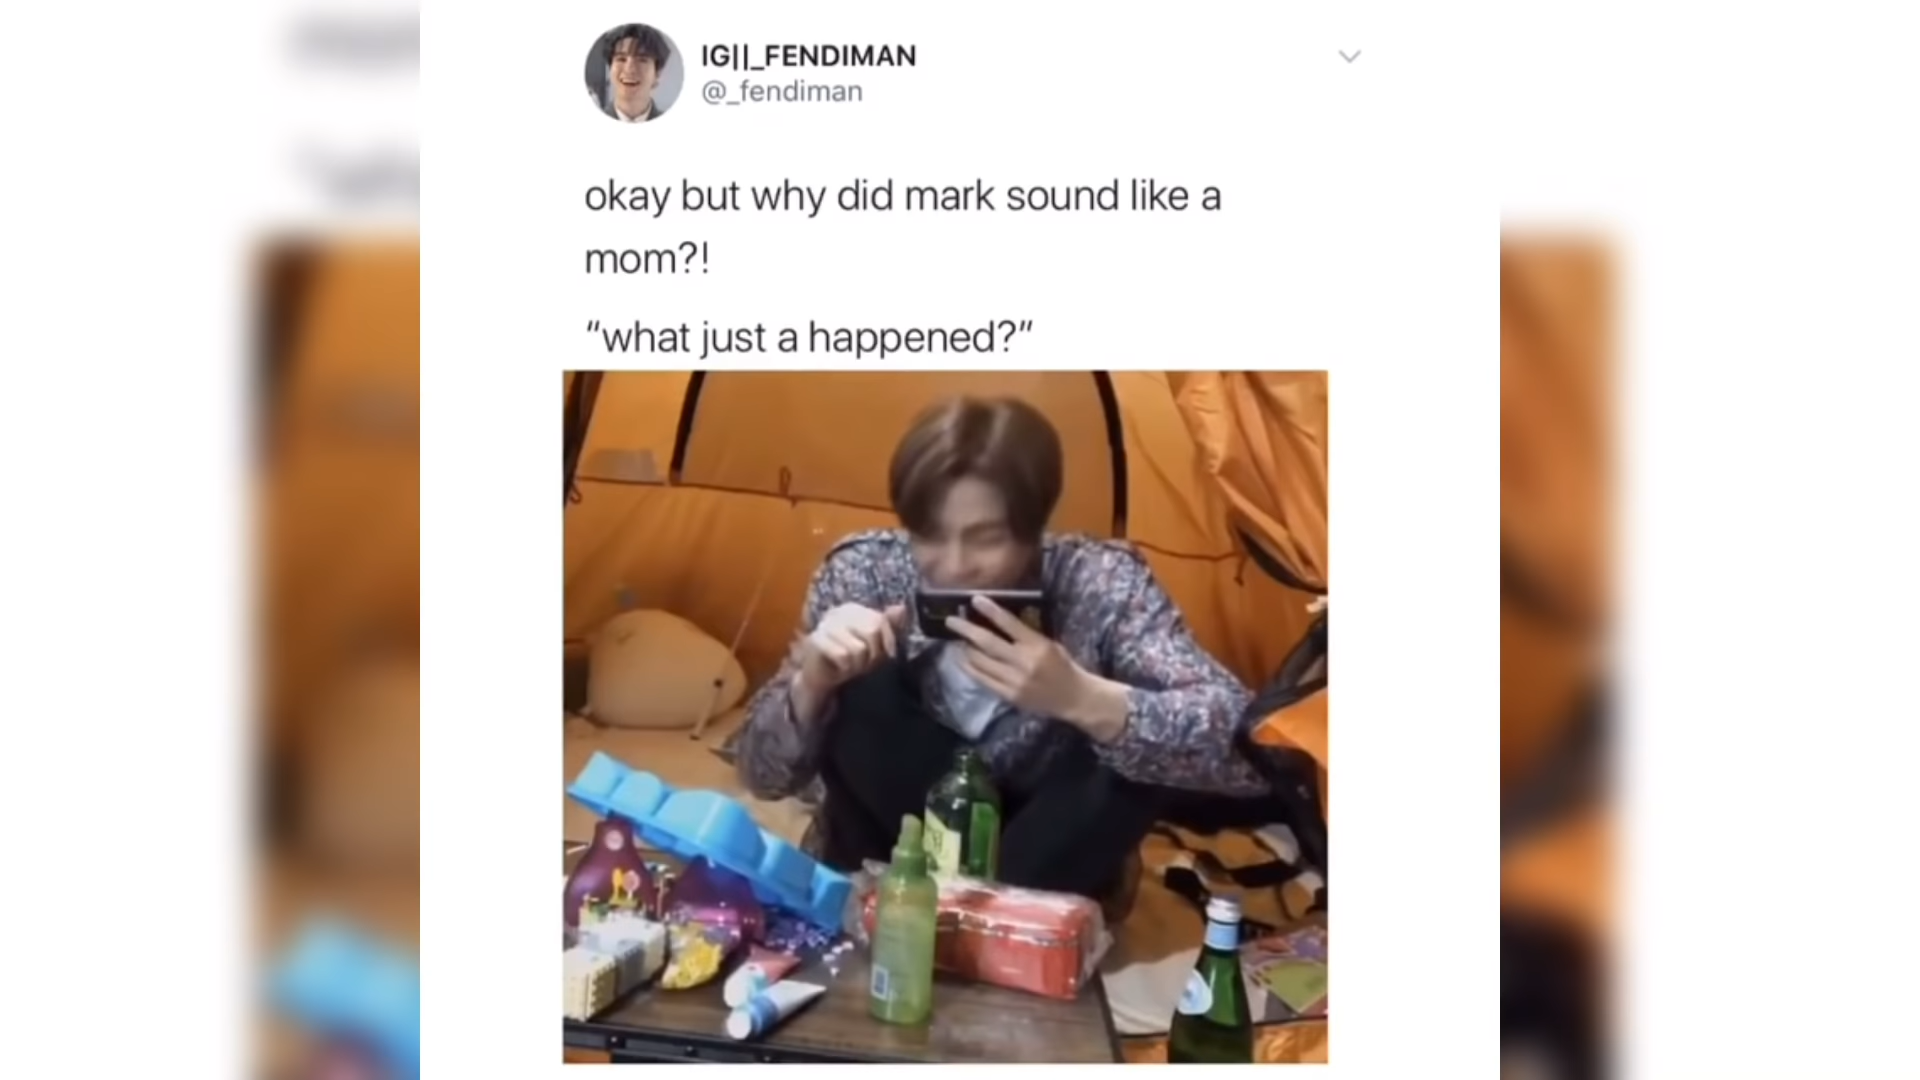 IG||_FENDIMAN
@_fendiman
okay but why did mark sound like a
mom?!
“what just a happened?”